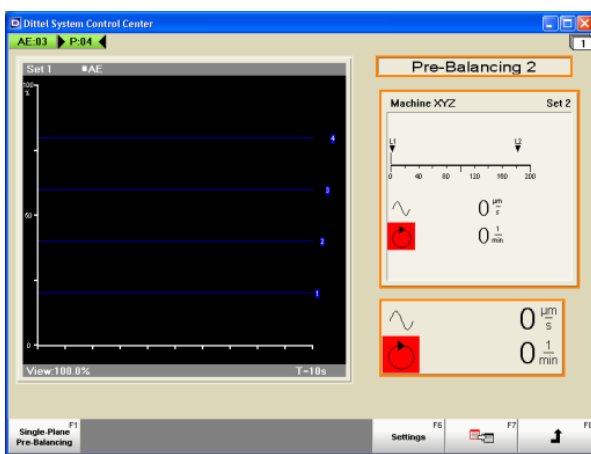 Dittel System Control Center
AE:03 P:04
1
Set 1 AE
100
%
4
3
50
2
1
0
View:100.0% T=10s
Pre-Balancing 2
Machine XYZ Set 2
L1 L2
0 40 80 120 160 200
0 µm/s
0 1/min
0 µm/s
0 1/min
F1 F6 F7 F8
Single-Plane
Pre-Balancing
Settings